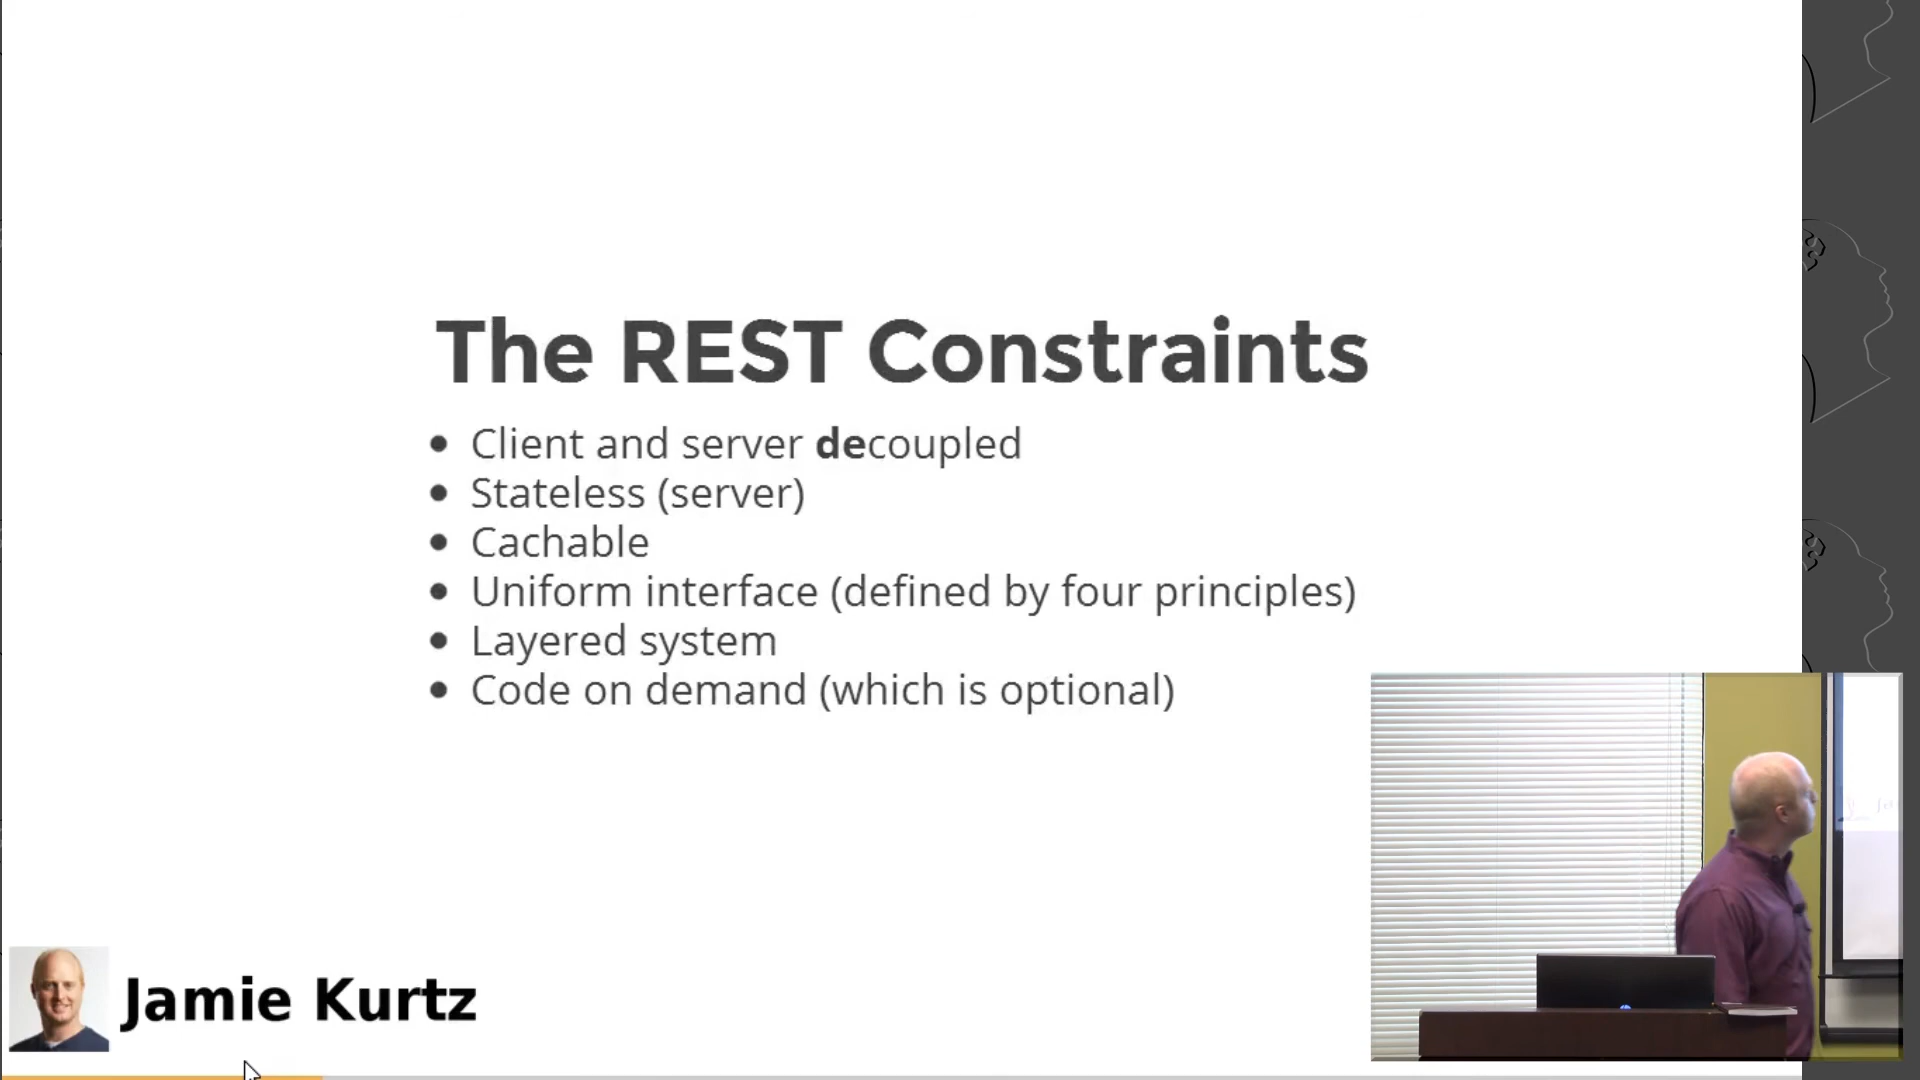 The REST Constraints
Client and server decoupled
Stateless (server)
Cachable
Uniform interface (defined by four principles)
Layered system
Code on demand (which is optional)
Jamie Kurtz